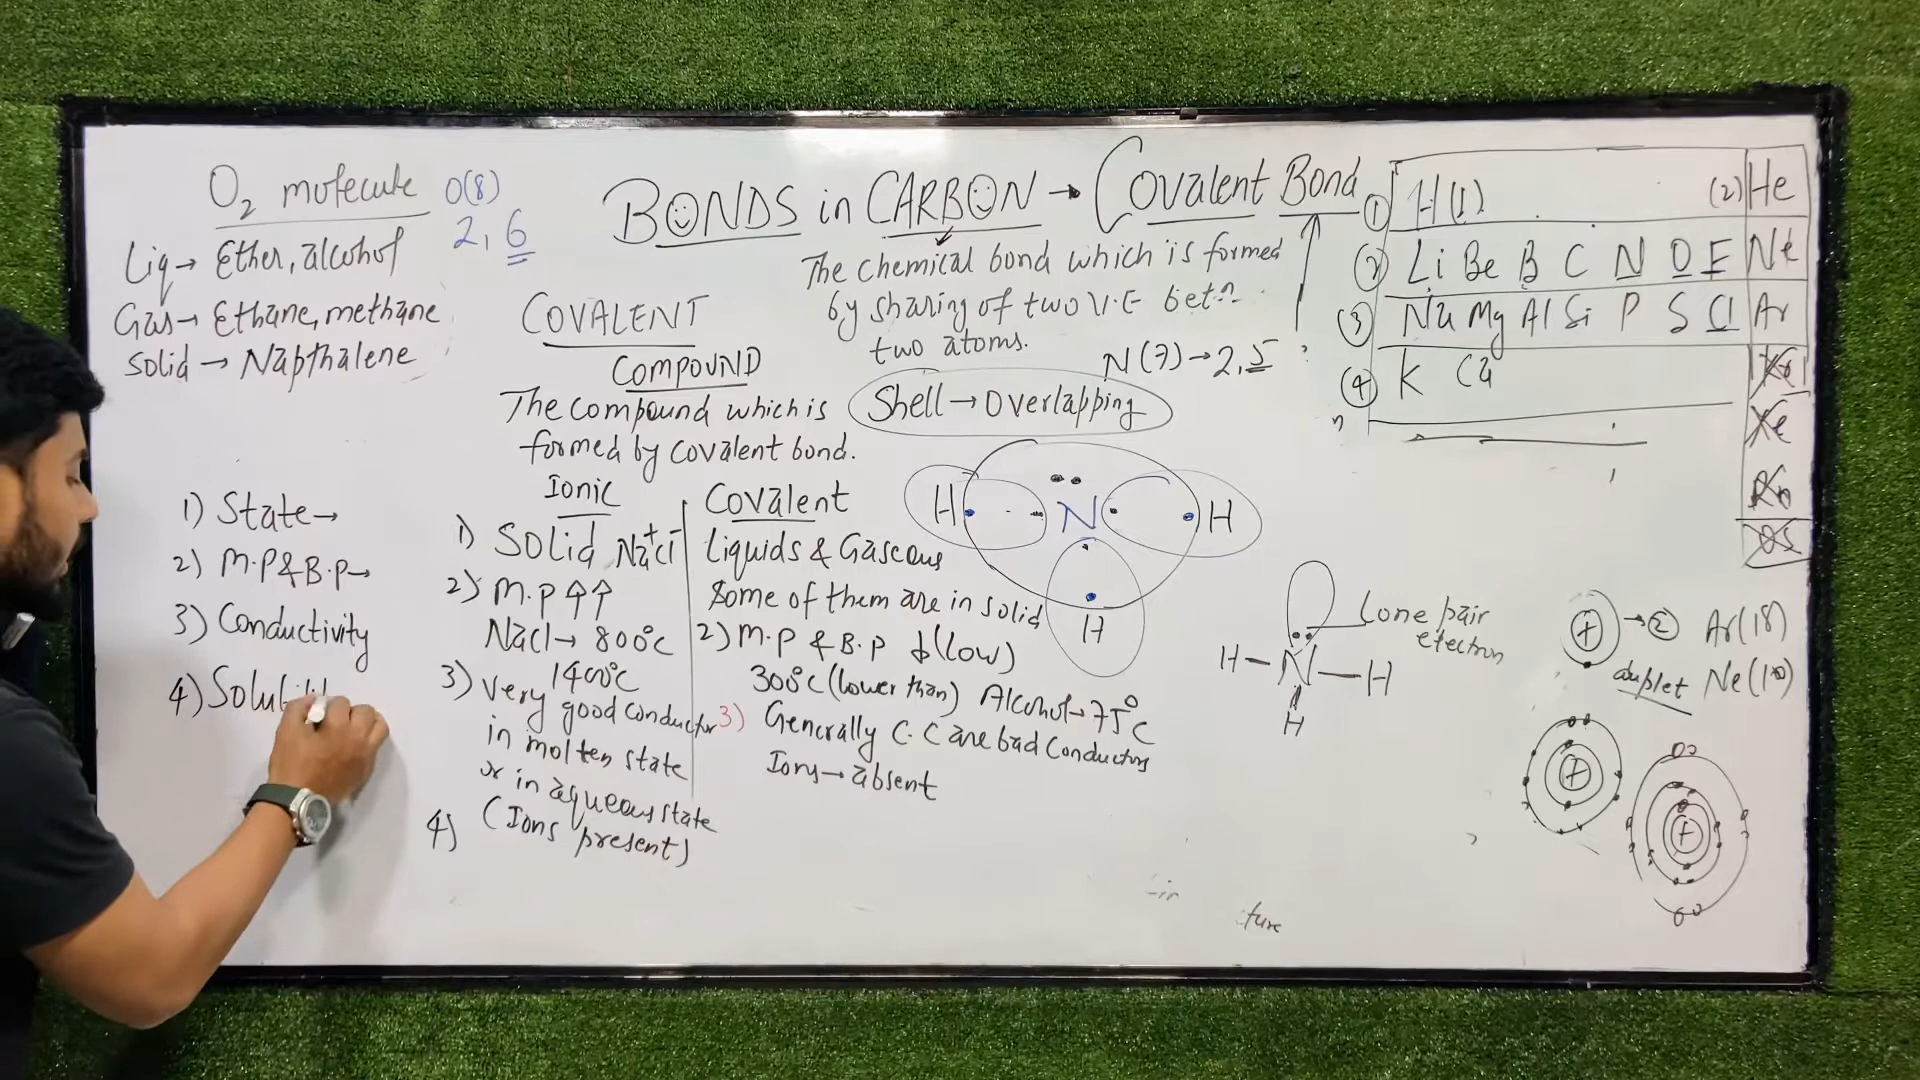 O2 molecule O(8)
2, 6
Liq → Ether, alcohol
Gas → Ethane, methane
Solid → Napthalene
BONDS in CARBON → Covalent Bond
The chemical bond which is formed
by sharing of two V.E betn
two atoms.
N(7) → 2, 5
Shell → Overlapping
COVALENT
COMPOUND
The compound which is
formed by covalent bond.
1) State →
2) M.P & B.P →
3) Conductivity
4) Solubilit
Ionic
1) Solid Na+Cl-
2) M.P ↑↑
NaCl → 800°C
1400°C
3) Very good conductor
in molten state
or in aqueous state
(Ions present)
4)
Covalent
Liquids & Gaseous
Some of them are in solid
2) M.P & B.P ↓ (low)
300°C (lower than) Alcohol → 75°C
3) Generally C.C are bad conductors
Ions → absent
H N H
H
Lone pair
electron
H-N-H
H
① H(1) (2) He
② Li Be B C N O F Ne
(3) Na Mg Al Si P S Cl Ar
④ K Ca Kr
Xe
Rn
Os
+ → ② Ar(18)
duplet Ne(10)
+
+
ture